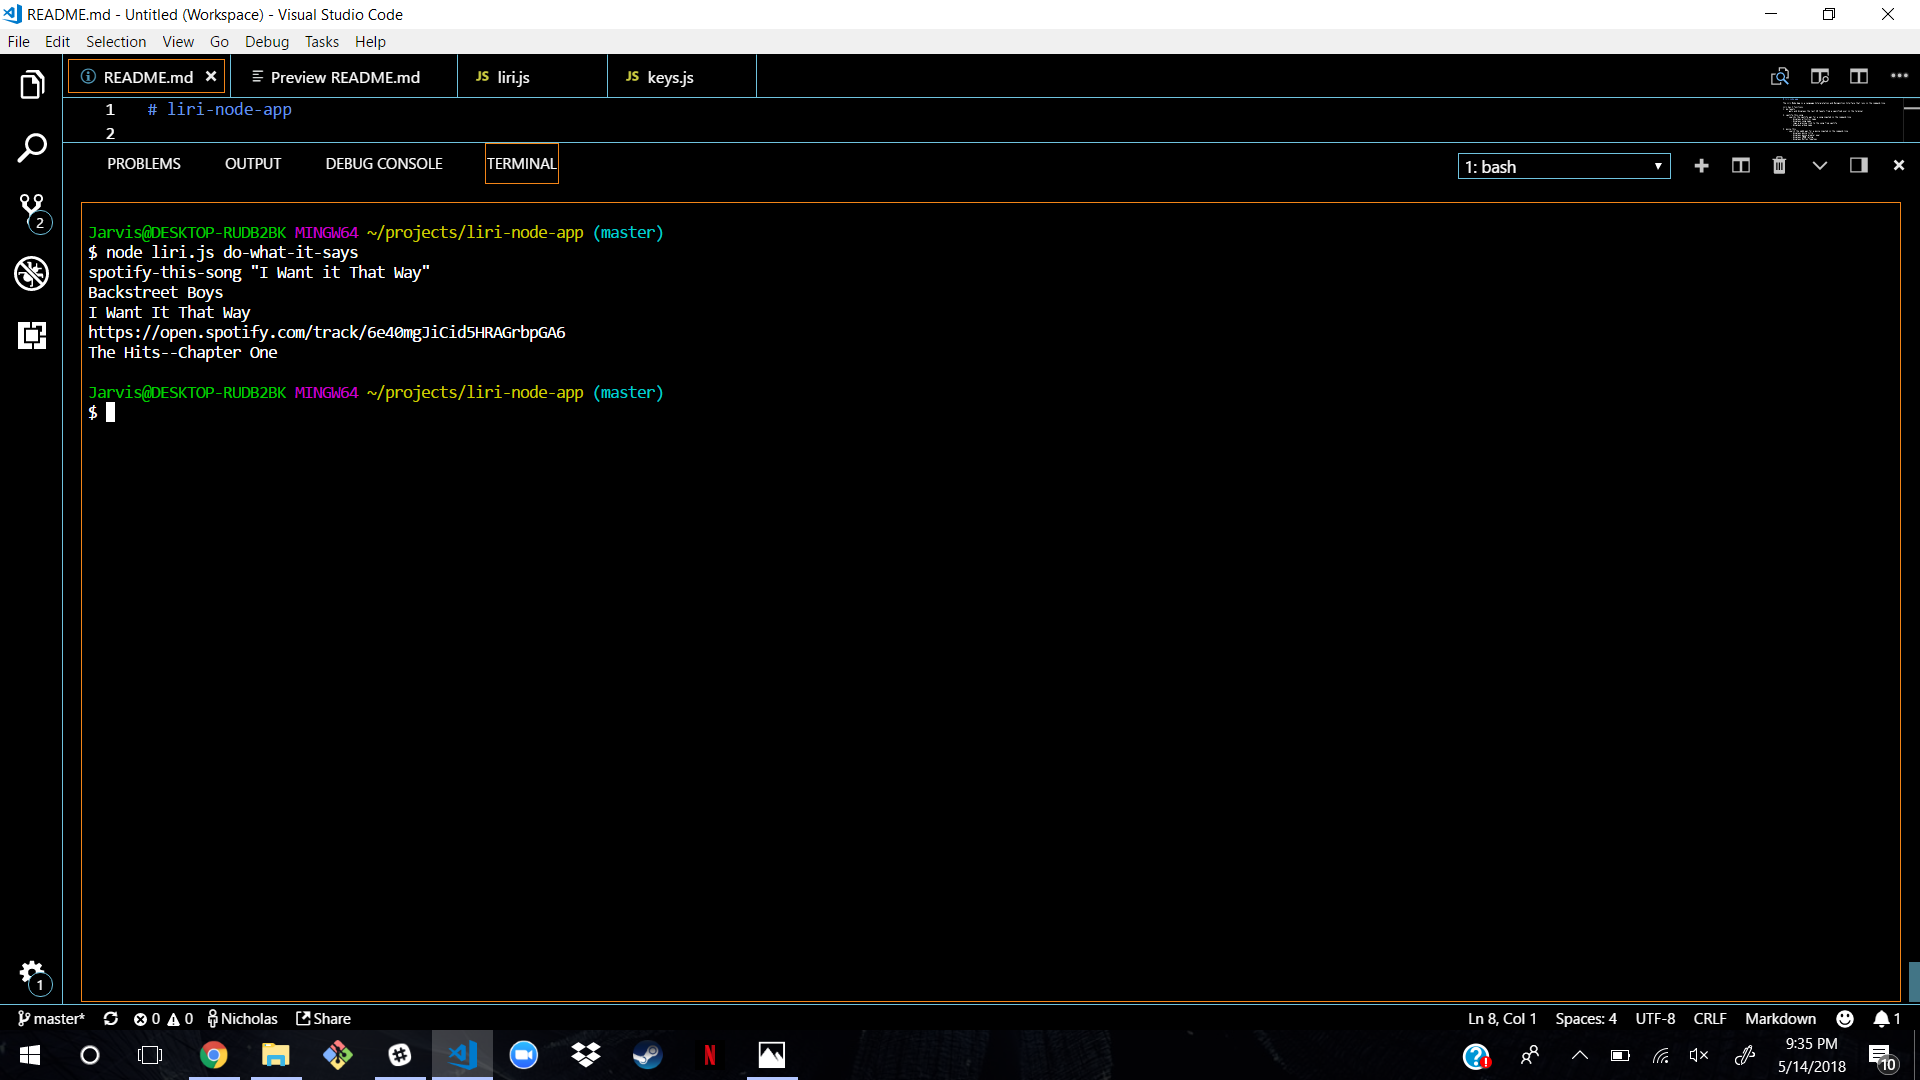 README.md - Untitled (Workspace) - Visual Studio Code
File Edit Selection View Go Debug Tasks Help
README.md Preview README.md JS liri.js JS keys.js
1 # liri-node-app
2
PROBLEMS OUTPUT DEBUG CONSOLE TERMINAL 1: bash
Jarvis@DESKTOP-RUDB2BK MINGW64 ~/projects/liri-node-app (master)
$ node liri.js do-what-it-says
spotify-this-song "I Want it That Way"
Backstreet Boys
I Want It That Way
https://open.spotify.com/track/6e40mgJiCid5HRAGrbpGA6
The Hits--Chapter One
Jarvis@DESKTOP-RUDB2BK MINGW64 ~/projects/liri-node-app (master)
$
2
1
master* 0 0 Nicholas Share Ln 8, Col 1 Spaces: 4 UTF-8 CRLF Markdown 1
9:35 PM
5/14/2018
10